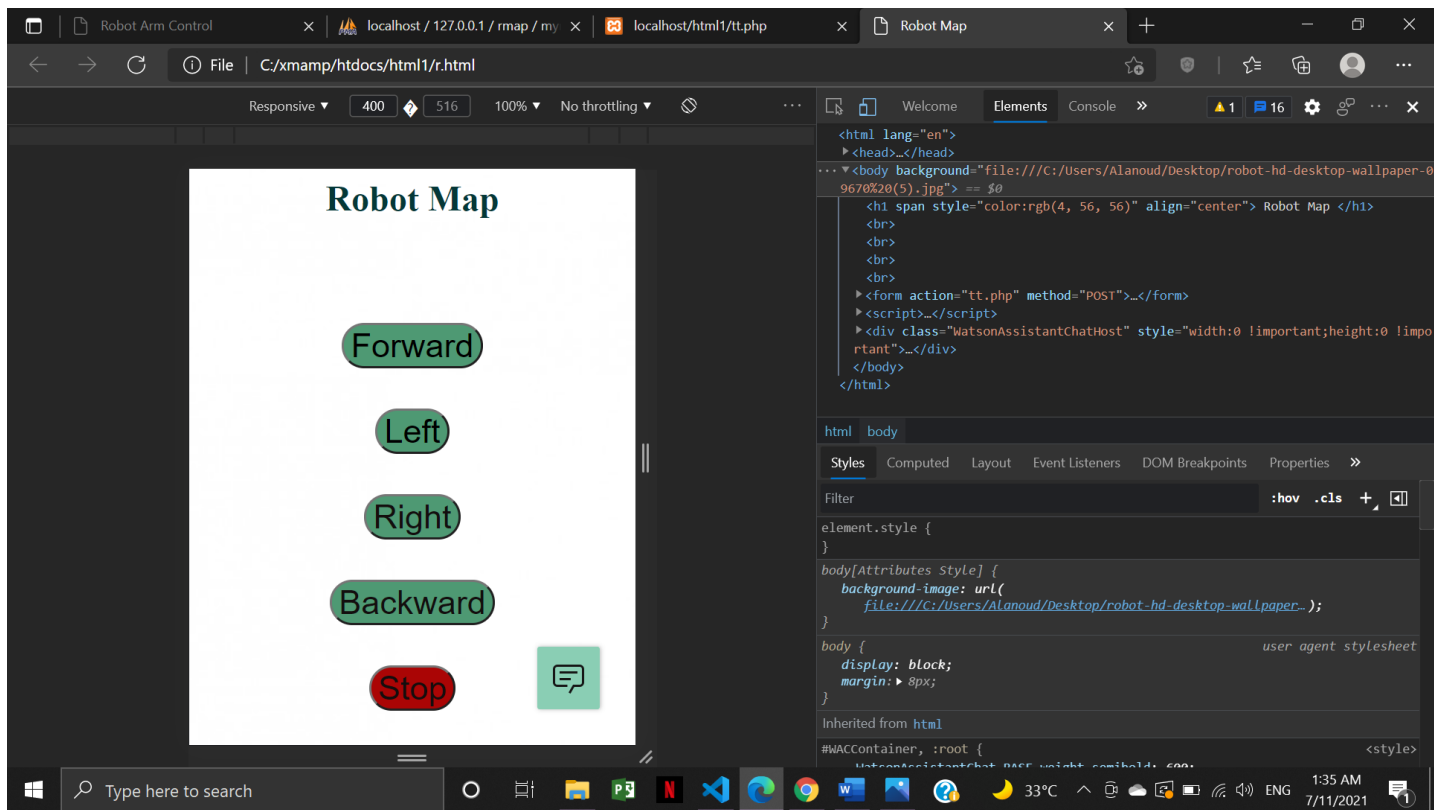 Robot Arm Control
localhost / 127.0.0.1 / rmap / my
localhost/html1/tt.php
Robot Map
File C:/xmamp/htdocs/html1/r.html
Responsive ▼ 400 � 516 100% ▼ No throttling ▼
Robot Map
Forward
Left
Right
Backward
Stop
Welcome Elements Console » 1 16
<html lang="en">
<head>…</head>
<body background="file:///C:/Users/Alanoud/Desktop/robot-hd-desktop-wallpaper-0
9670%20(5).jpg"> == $0
<h1 span style="color:rgb(4, 56, 56)" align="center"> Robot Map </h1>
<br>
<br>
<br>
<br>
<form action="tt.php" method="POST">…</form>
<script>…</script>
<div class="WatsonAssistantChatHost" style="width:0 !important;height:0 !impo
rtant">…</div>
</body>
</html>
html body
Styles Computed Layout Event Listeners DOM Breakpoints Properties »
Filter :hov .cls +
element.style {
}
body[Attributes Style] {
background-image: url(
file:///C:/Users/Alanoud/Desktop/robot-hd-desktop-wallpaper…);
}
body { user agent stylesheet
display: block;
margin: 8px;
}
Inherited from html
#WACContainer, :root { <style>
WatsonAssistantChat-BASE-weight-semibold: 600;
Type here to search
33°C ENG
1:35 AM
7/11/2021
1